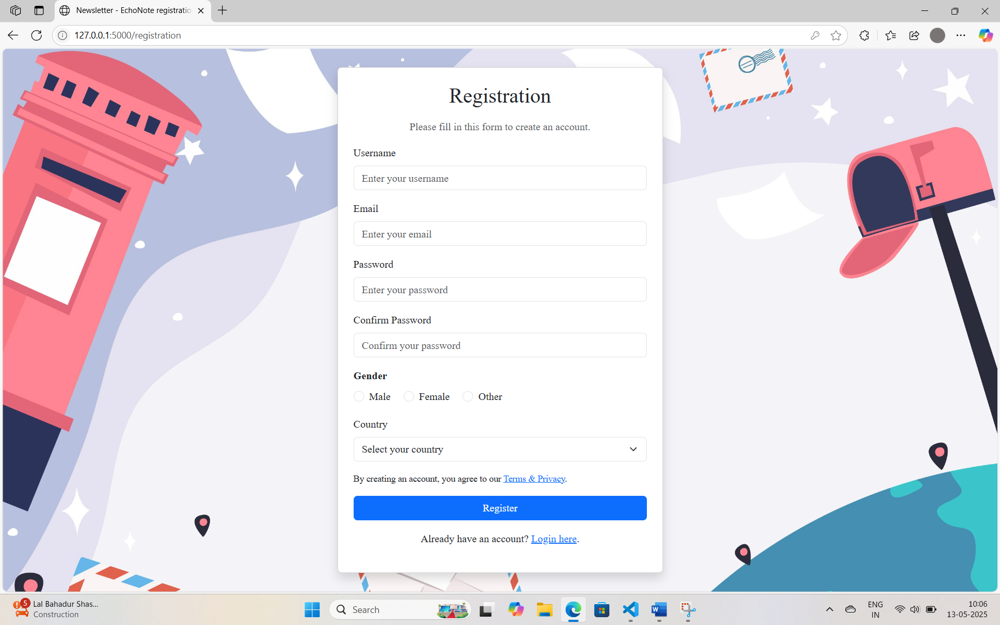 Newsletter - EchoNote registratio
127.0.0.1:5000/registration
Registration
Please fill in this form to create an account.
Username
Enter your username
Email
Enter your email
Password
Enter your password
Confirm Password
Confirm your password
Gender
Male Female Other
Country
Select your country
By creating an account, you agree to our Terms & Privacy.
Register
Already have an account? Login here.
5
Lal Bahadur Shas...
Construction
Search
ENG
IN
10:06
13-05-2025